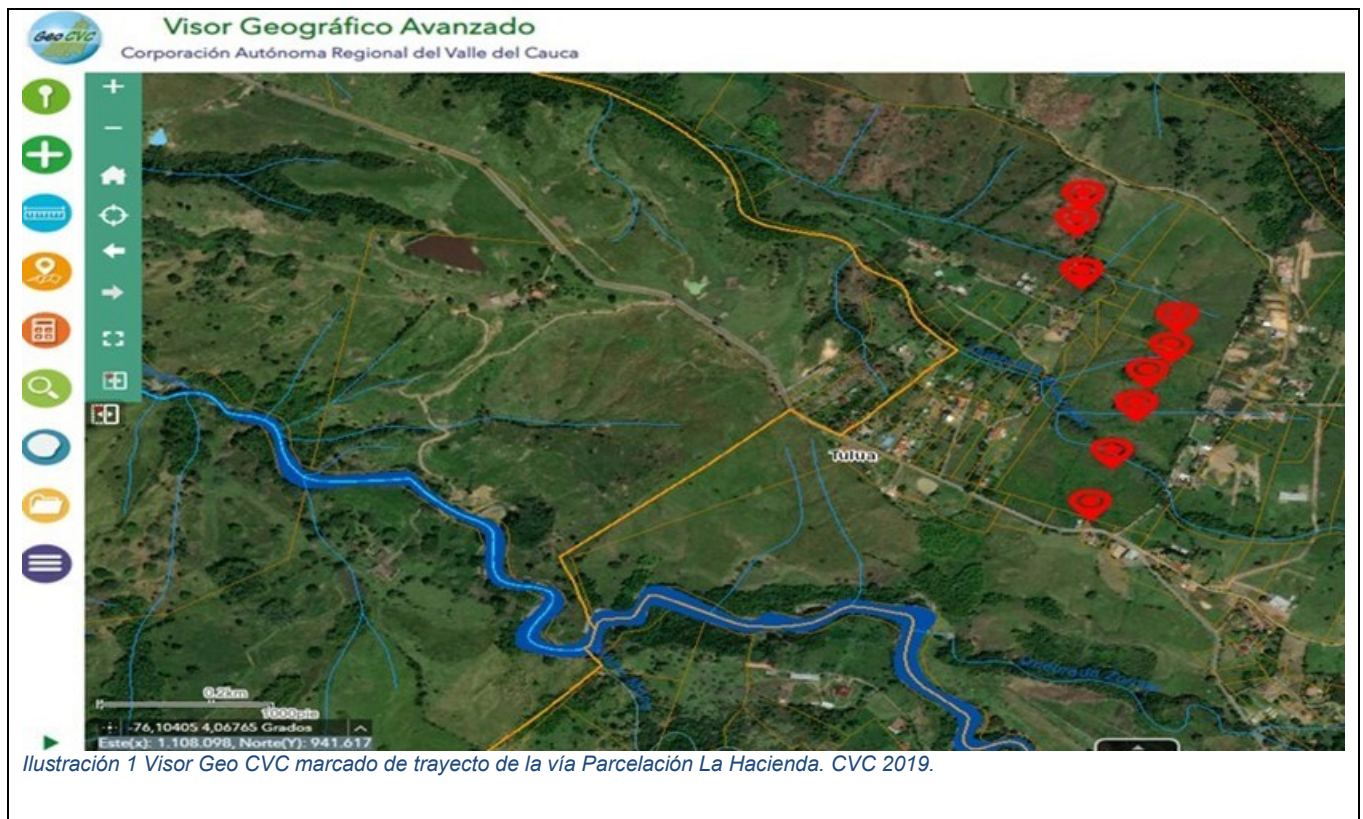 Geo CVC
Visor Geográfico Avanzado
Corporación Autónoma Regional del Valle del Cauca
Tulua
0.2km
1000pie
-76,10405 4,06765 Grados
Este(x): 1.108.098, Norte(Y): 941.617
Ilustración 1 Visor Geo CVC marcado de trayecto de la vía Parcelación La Hacienda. CVC 2019.